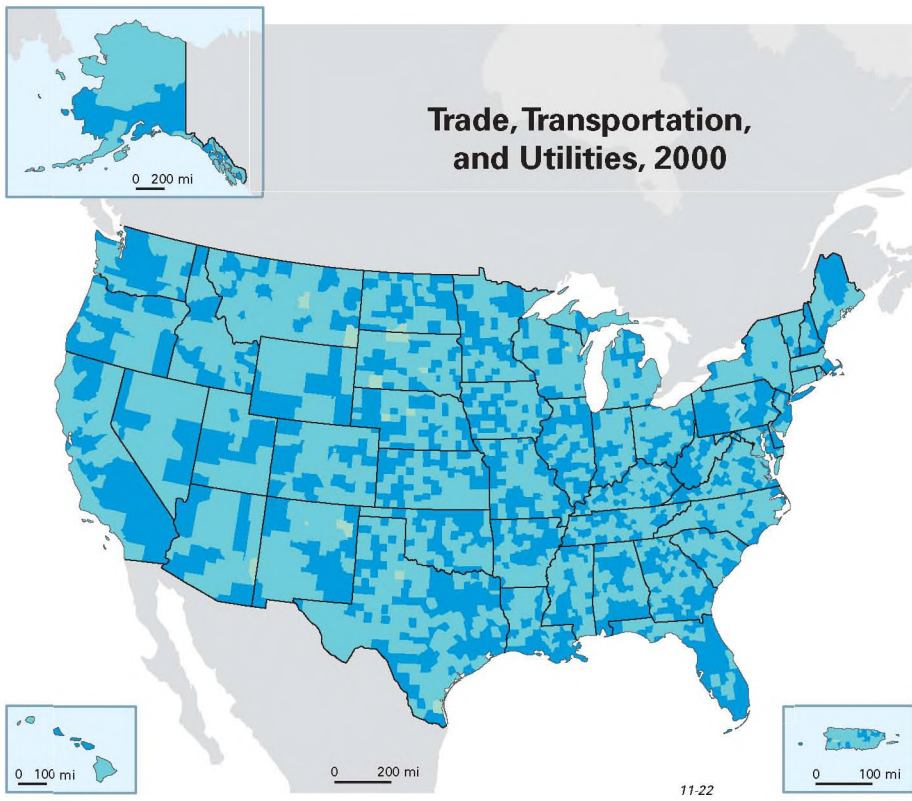 Trade, Transportation,
and Utilities, 2000
0 200 mi
0 100 mi
0 200 mi
0 100 mi
11-22